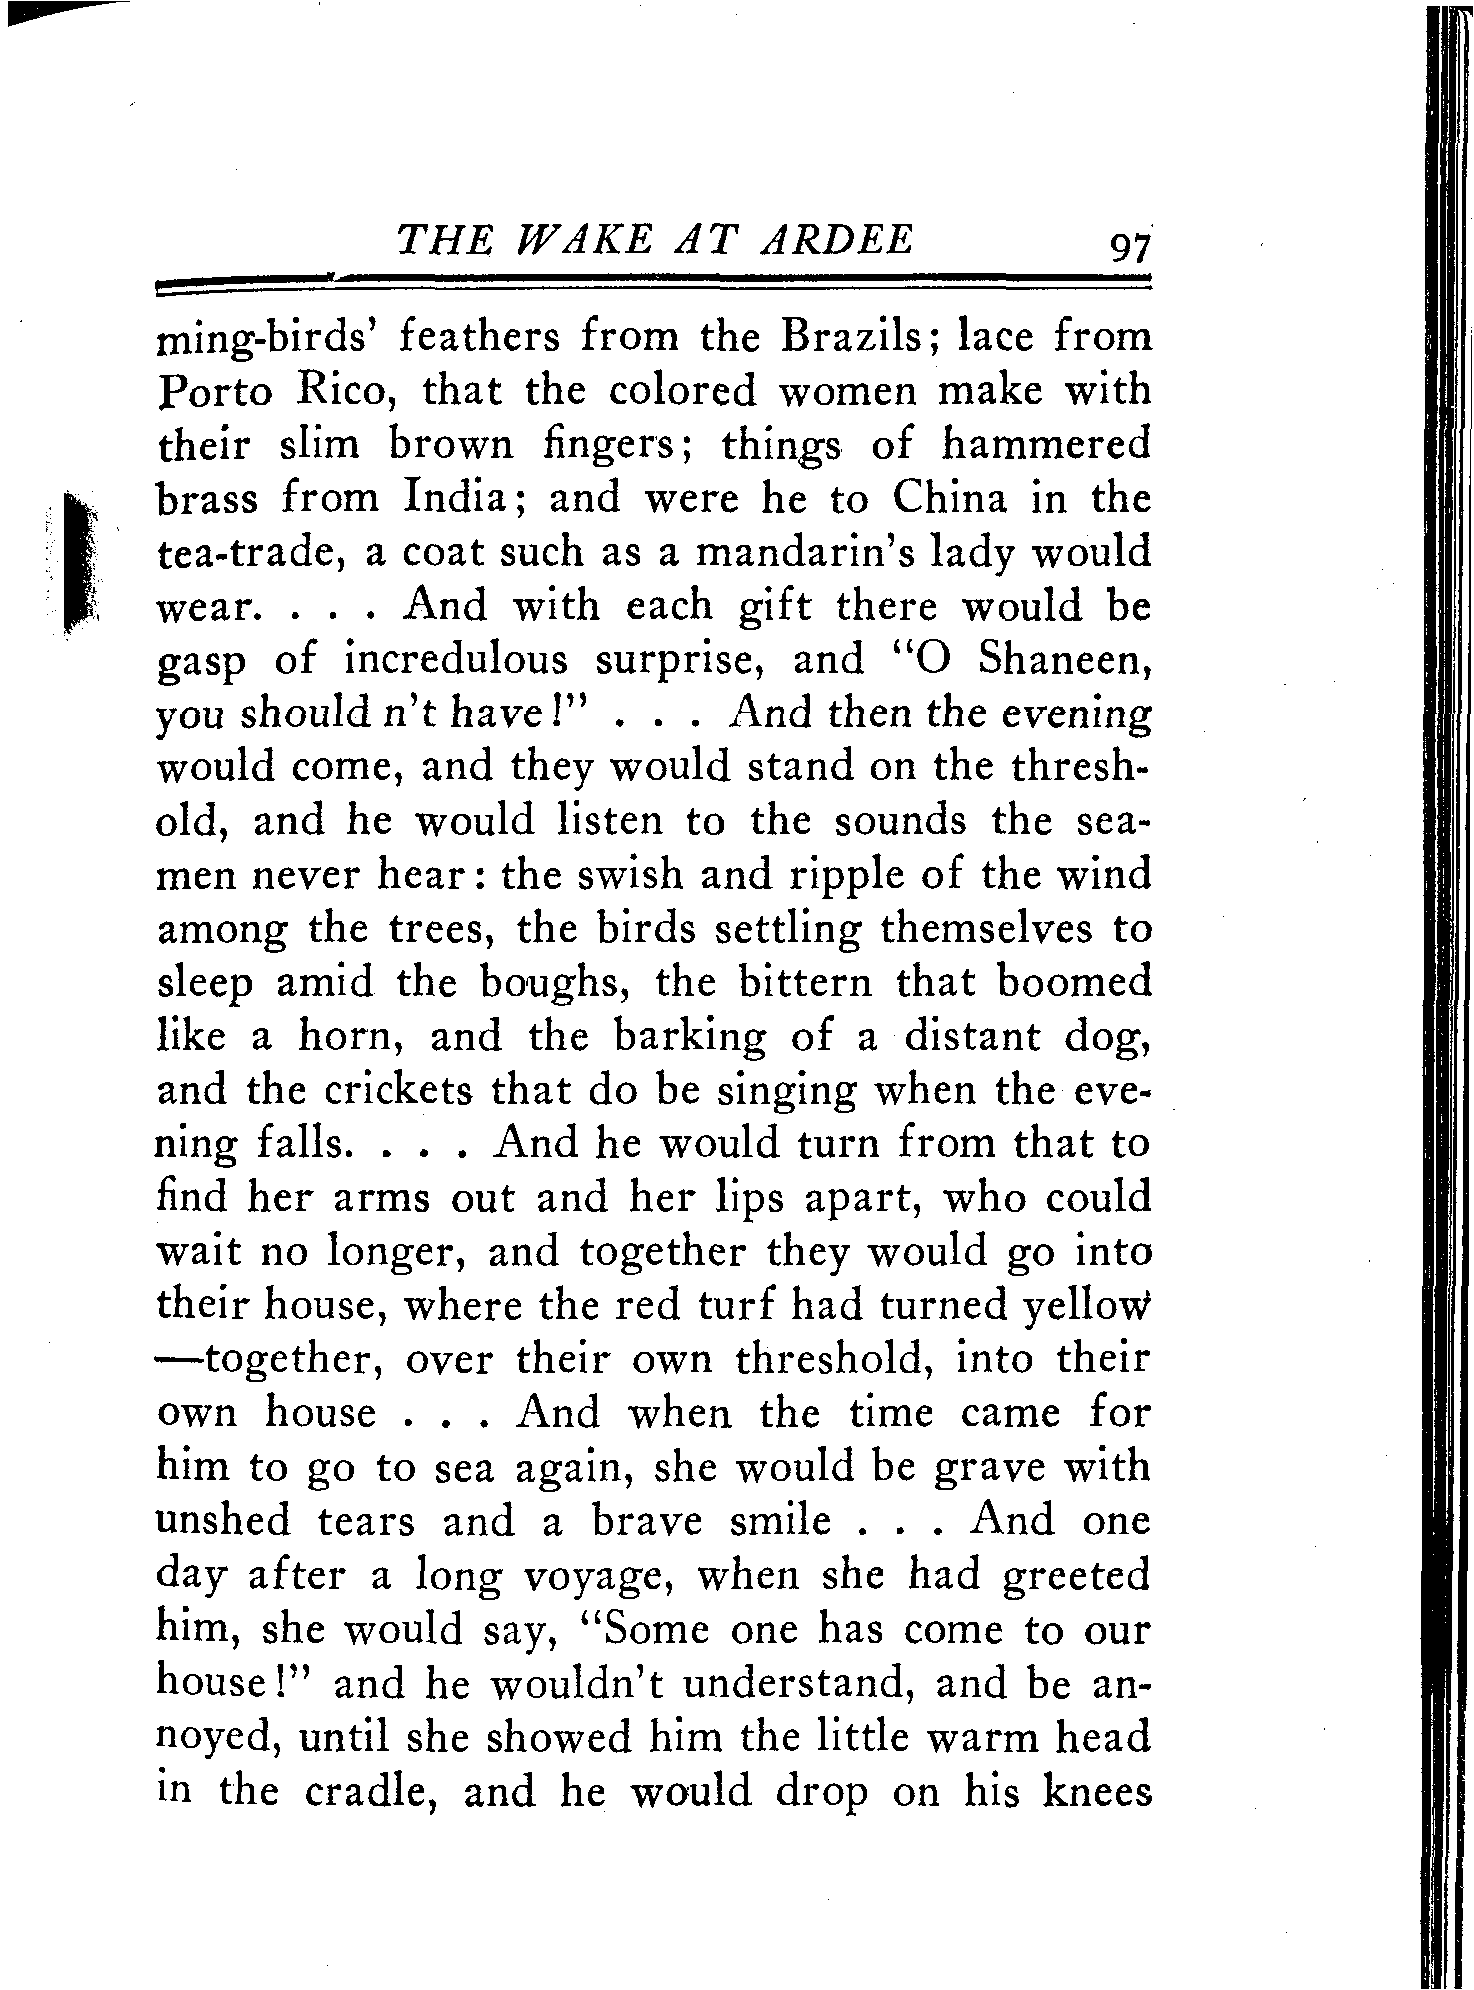 THE WAKE AT ARDEE 97
ming-birds' feathers from the Brazils; lace from
Porto Rico, that the colored women make with
their slim brown fingers; things of hammered
brass from India; and were he to China in the
tea-trade, a coat such as a mandarin's lady would
wear. . . . And with each gift there would be
gasp of incredulous surprise, and "O Shaneen,
you should n't have!" . . . And then the evening
would come, and they would stand on the thresh-
old, and he would listen to the sounds the sea-
men never hear: the swish and ripple of the wind
among the trees, the birds settling themselves to
sleep amid the boughs, the bittern that boomed
like a horn, and the barking of a distant dog,
and the crickets that do be singing when the eve-
ning falls. . . . And he would turn from that to
find her arms out and her lips apart, who could
wait no longer, and together they would go into
their house, where the red turf had turned yellow
—together, over their own threshold, into their
own house . . . And when the time came for
him to go to sea again, she would be grave with
unshed tears and a brave smile . . . And one
day after a long voyage, when she had greeted
him, she would say, "Some one has come to our
house!" and he wouldn't understand, and be an-
noyed, until she showed him the little warm head
in the cradle, and he would drop on his knees